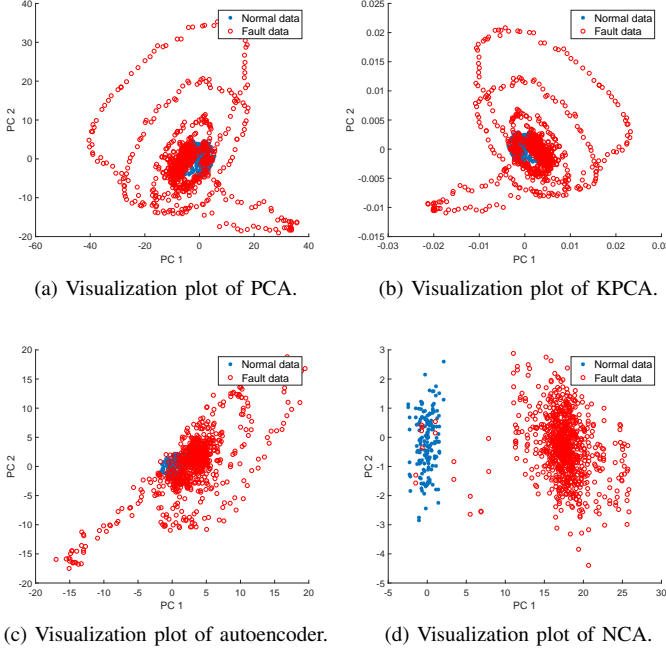 40
30
20
10
0
-10
-20
-60 -40 -20 0 20 40
PC 1
PC 2
Normal data
Fault data
(a) Visualization plot of PCA.
0.025
0.02
0.015
0.01
0.005
0
-0.005
-0.01
-0.015
-0.03 -0.02 -0.01 0 0.01 0.02 0.03
PC 1
PC 2
Normal data
Fault data
(b) Visualization plot of KPCA.
20
15
10
5
0
-5
-10
-15
-20
-20 -15 -10 -5 0 5 10 15 20
PC 1
PC 2
Normal data
Fault data
(c) Visualization plot of autoencoder.
3
2
1
0
-1
-2
-3
-4
-5
-5 0 5 10 15 20 25 30
PC 1
PC 2
Normal data
Fault data
(d) Visualization plot of NCA.